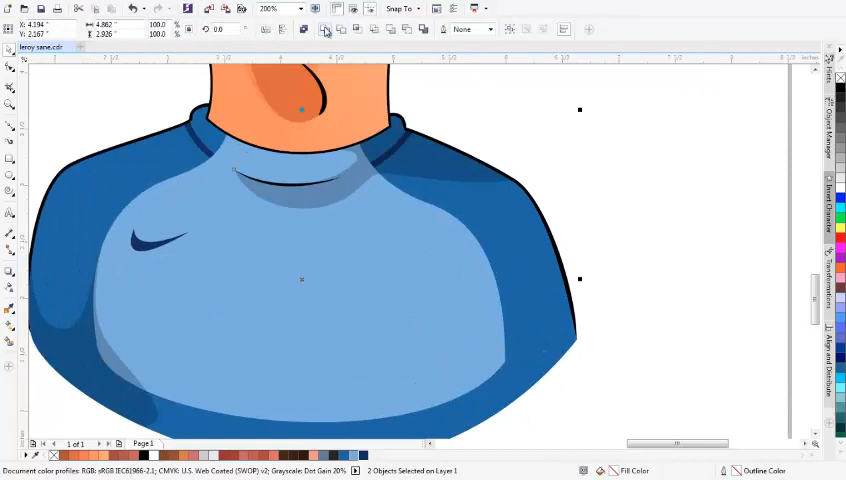 200%
Snap To
X: 4.194 "
Y: 2.167 "
4.862 "
2.926 "
100.0 %
100.0 %
0.0 °
None
leroy sane.cdr
inches
Hints
Object Manager
Insert Character
Transformations
Align and Distribute
1 of 1
Page 1
Document color profiles: RGB: sRGB IEC61966-2.1; CMYK: U.S. Web Coated (SWOP) v2; Grayscale: Dot Gain 20%
2 Objects Selected on Layer 1
Fill Color
Outline Color